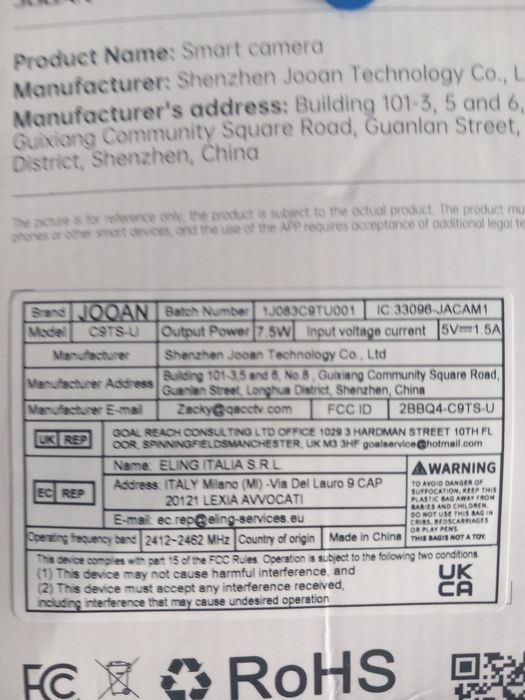 Product Name: Smart camera
Manufacturer: Shenzhen Jooan Technology Co., L
Manufacturer's address: Building 101-3, 5 and 6,
Guixiang Community Square Road, Guanlan Street,
District, Shenzhen, China
The picture is for reference only, the product is subject to the actual product. The product mu
phones or other smart devices, and the use of the APP requires acceptance of additional legal te
Brand JOOAN Batch Number 1J083C9TU001 IC:33096-JACAM1
Model C9TS-U Output Power 7.5W Input voltage current 5V⎓1.5A
Manufacturer Shenzhen Jooan Technology Co., Ltd
Manufacturer Address Building 101-3,5 and 6, No.8, Guixiang Community Square Road,
Guanlan Street, Longhua District, Shenzhen, China
Manufacturer E-mail Zacky@qacctv com FCC ID 2BBQ4-C9TS-U
UK REP GOAL REACH CONSULTING LTD OFFICE 1029 3 HARDMAN STREET 10TH FL
OOR, SPINNINGFIELDSMANCHESTER, UK M3 3HF goalservice@hotmail.com
EC REP Name: ELING ITALIA S.R.L.
Address: ITALY Milano (MI) -Via Del Lauro 9 CAP
20121 LEXIA AVVOCATI
E-mail: ec.rep@eling-services.eu
WARNING
TO AVOID DANGER OF
SUFFOCATION, KEEP THIS
PLASTIC BAG AWAY FROM
BABIES AND CHILDREN.
DO NOT USE THIS BAG IN
CRIBS, BEDSCARRIAGES
OR PLAY PENS.
THIS BAGIS NOT A TOY.
Operating frequency band 2412-2462 MHz Country of origin Made in China
This device complies with part 15 of the FCC Rules. Operation is subject to the following two conditions.
(1) This device may not cause harmful interference, and
(2) This device must accept any interference received,
including interference that may cause undesired operation
UK
CA
FC RoHS